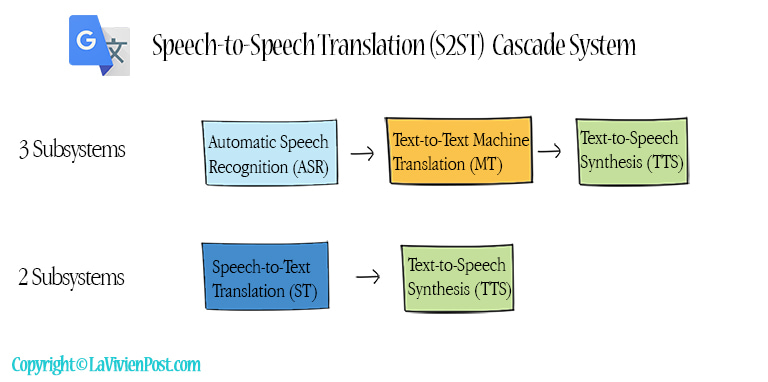 G 文
Speech-to-Speech Translation (S2ST) Cascade System
3 Subsystems
Automatic Speech
Recognition (ASR)
Text-to-Text Machine
Translation (MT)
Text-to-Speech
Synthesis (TTS)
2 Subsystems
Speech-to-Text
Translation (ST)
Text-to-Speech
Synthesis (TTS)
Copyright©LaVivienPost.com